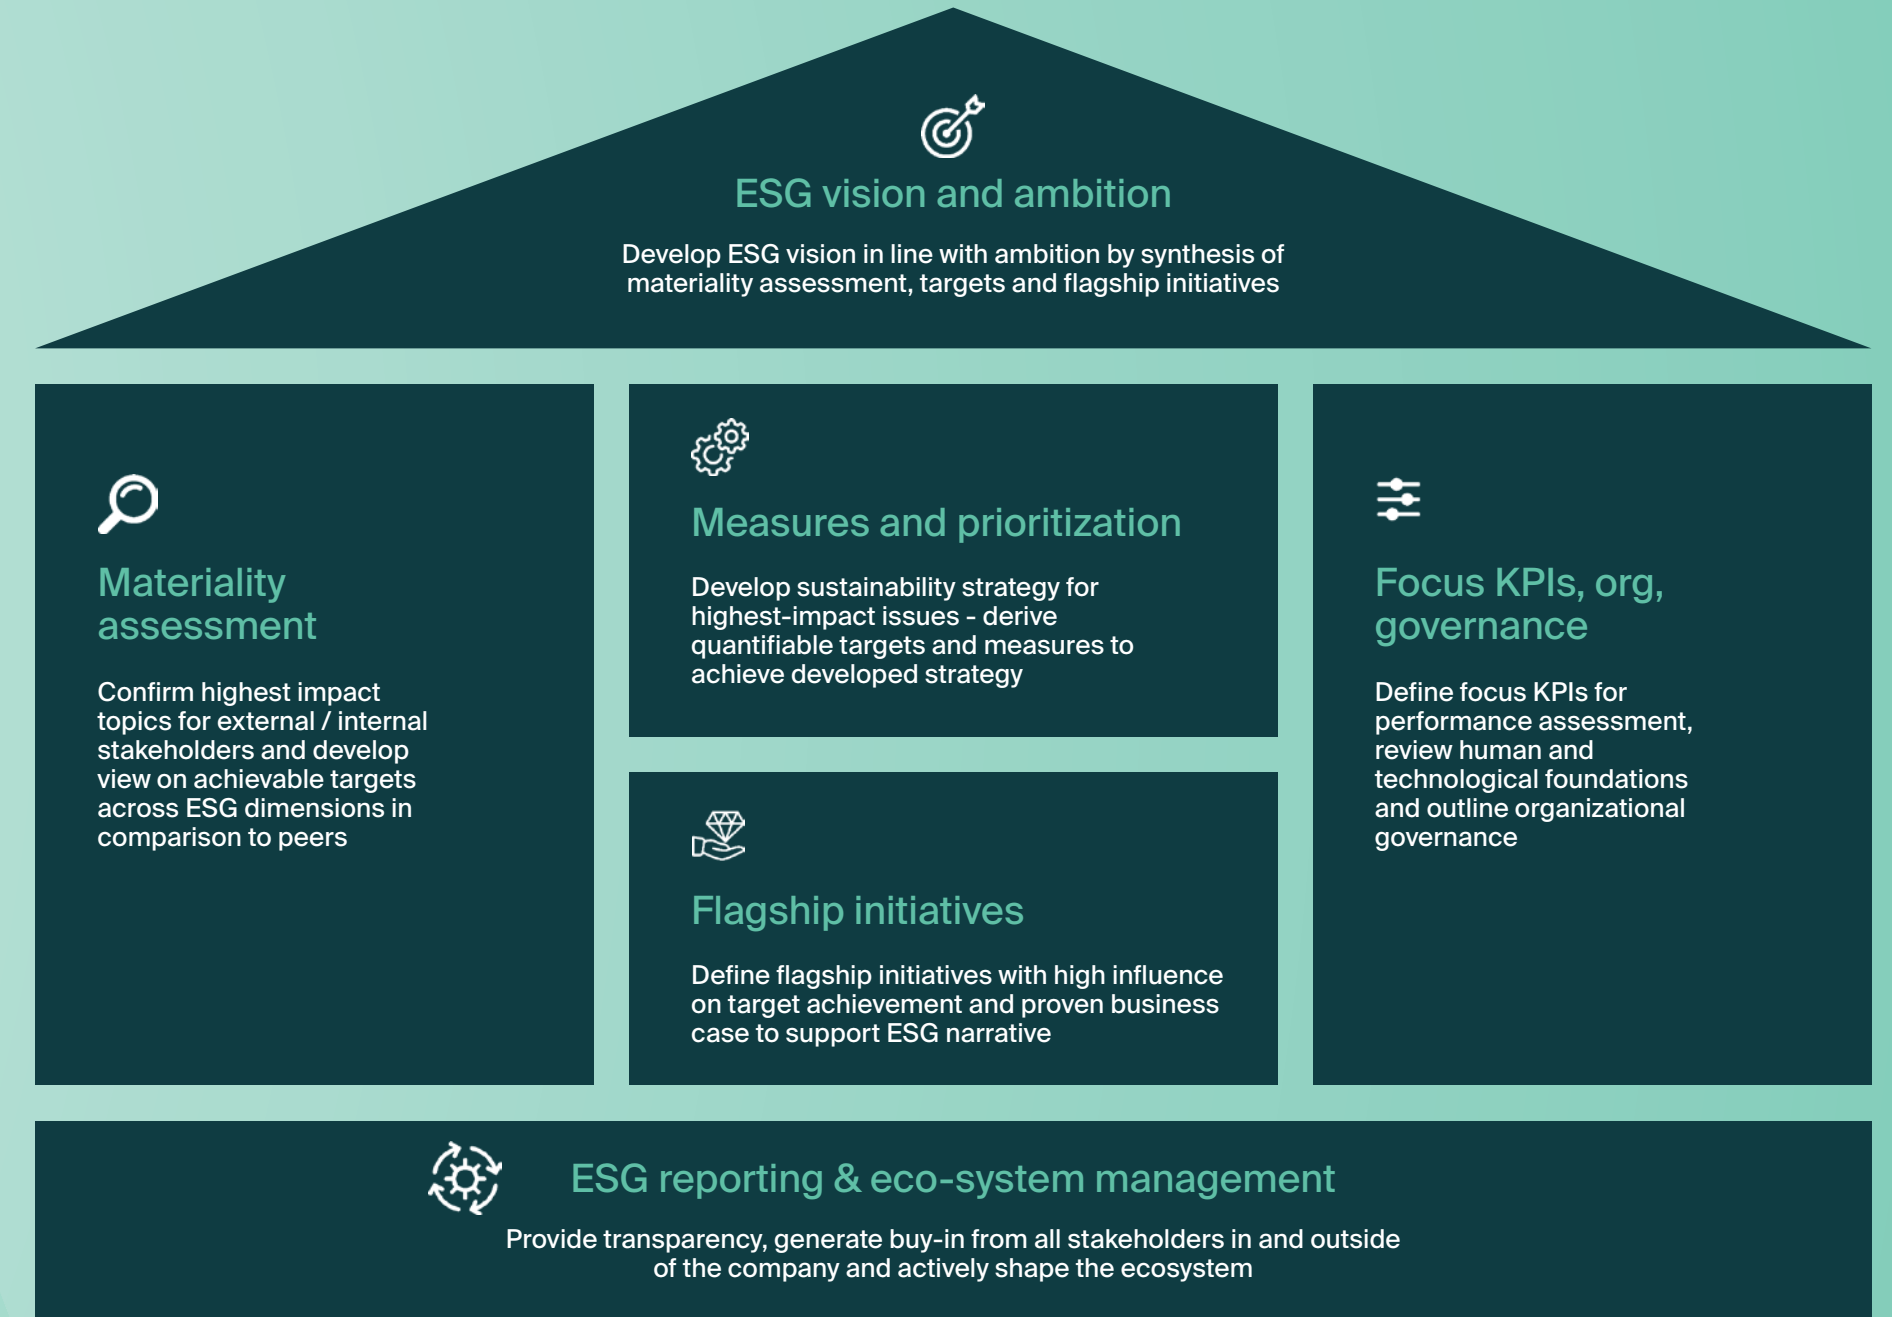 ESG vision and ambition
Develop ESG vision in line with ambition by synthesis of
materiality assessment, targets and flagship initiatives
Materiality
assessment
Confirm highest impact
topics for external / internal
stakeholders and develop
view on achievable targets
across ESG dimensions in
comparison to peers
Measures and prioritization
Develop sustainability strategy for
highest-impact issues - derive
quantifiable targets and measures to
achieve developed strategy
Flagship initiatives
Define flagship initiatives with high influence
on target achievement and proven business
case to support ESG narrative
Focus KPIs, org,
governance
Define focus KPIs for
performance assessment,
review human and
technological foundations
and outline organizational
governance
ESG reporting & eco-system management
Provide transparency, generate buy-in from all stakeholders in and outside
of the company and actively shape the ecosystem